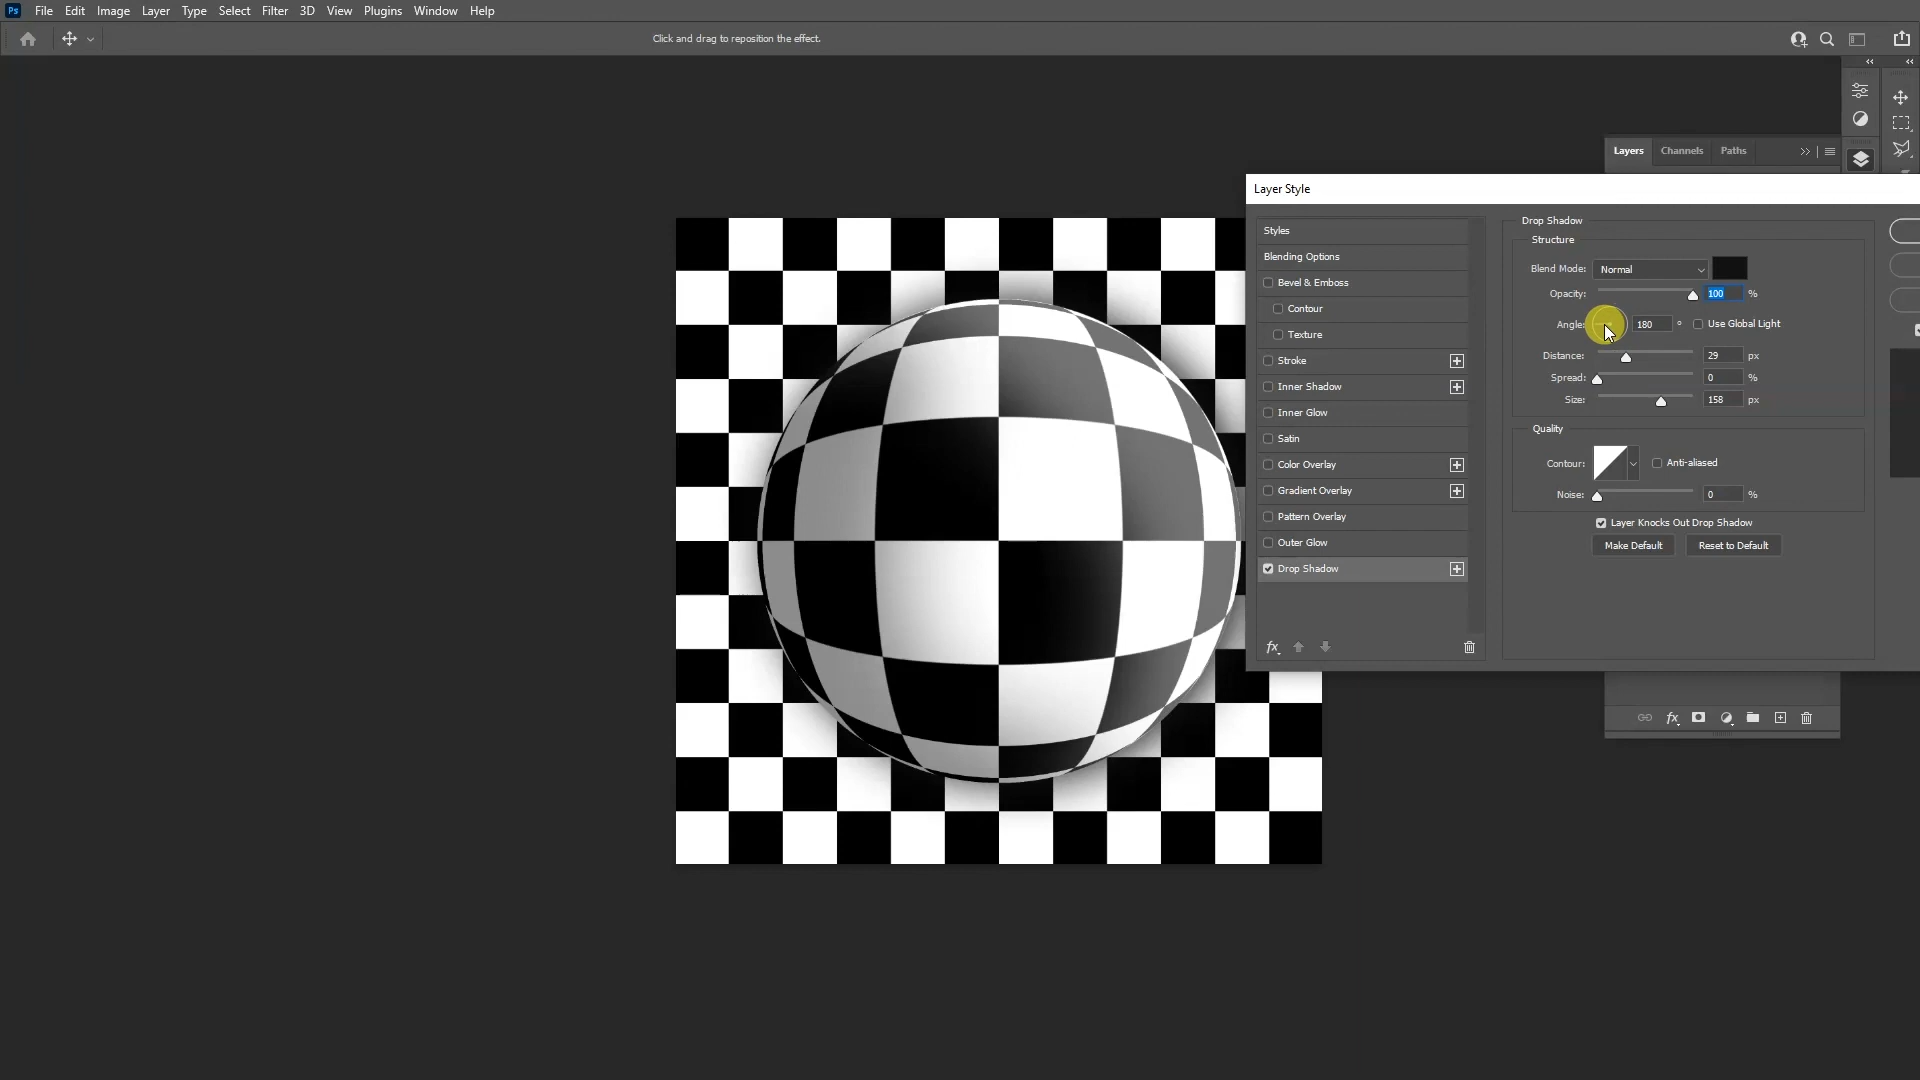 Ps File Edit Image Layer Type Select Filter 3D View Plugins Window Help
Click and drag to reposition the effect.
Layers Channels Paths
Layer Style
Styles
Blending Options
Bevel & Emboss
Contour
Texture
Stroke
Inner Shadow
Inner Glow
Satin
Color Overlay
Gradient Overlay
Pattern Overlay
Outer Glow
Drop Shadow
fx
Drop Shadow
Structure
Blend Mode: Normal
Opacity: 100 %
Angle: 180 ° Use Global Light
Distance: 29 px
Spread: 0 %
Size: 158 px
Quality
Contour: Anti-aliased
Noise: 0 %
Layer Knocks Out Drop Shadow
Make Default Reset to Default
fx